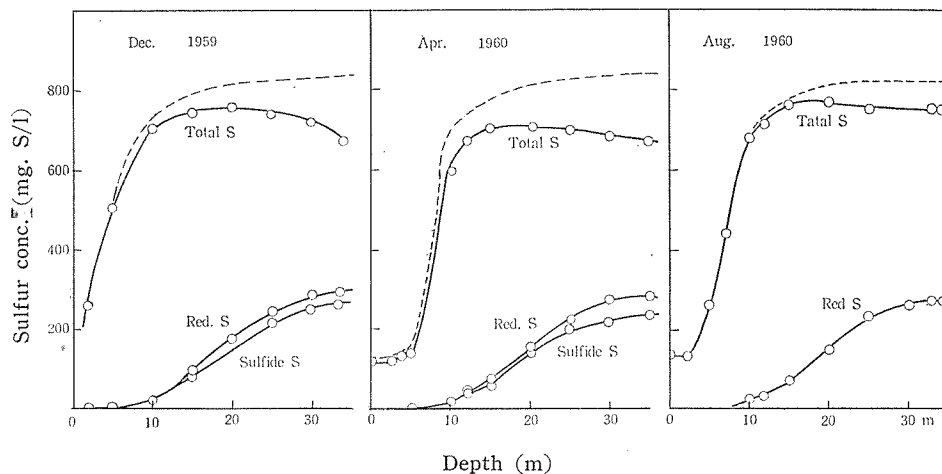 Dec. 1959
Apr. 1960
Aug. 1960
Sulfur conc. (mg. S/l)
800
600
400
200
0
Total S
Total S
Tatal S
Red. S
Sulfide S
Red. S
Sulfide S
Red S
0 10 20 30
0 10 20 30
0 10 20 30 m
Depth (m)